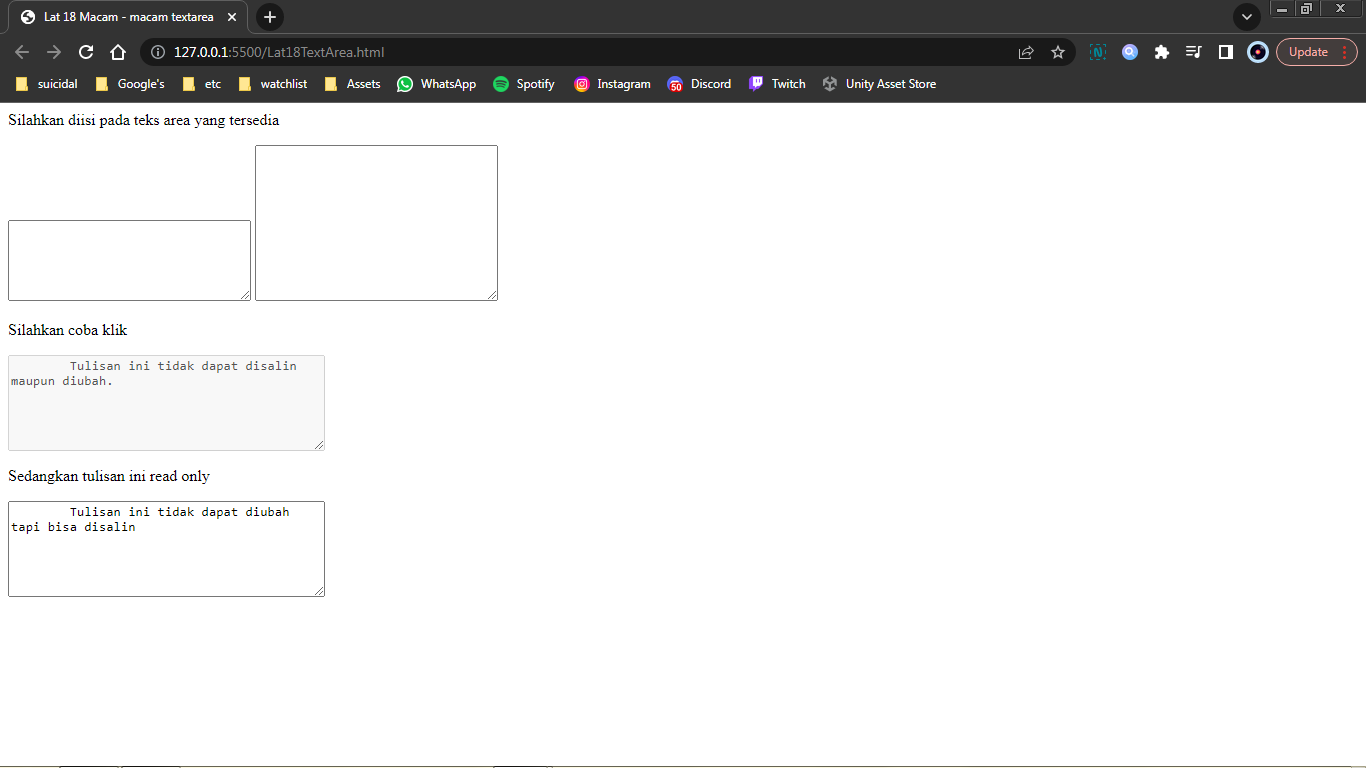 Lat 18 Macam - macam textarea
127.0.0.1:5500/Lat18TextArea.html
Update
suicidal Google's etc watchlist Assets WhatsApp Spotify Instagram 50 Discord Twitch Unity Asset Store
Silahkan diisi pada teks area yang tersedia
Silahkan coba klik
Tulisan ini tidak dapat disalin
maupun diubah.
Sedangkan tulisan ini read only
Tulisan ini tidak dapat diubah
tapi bisa disalin